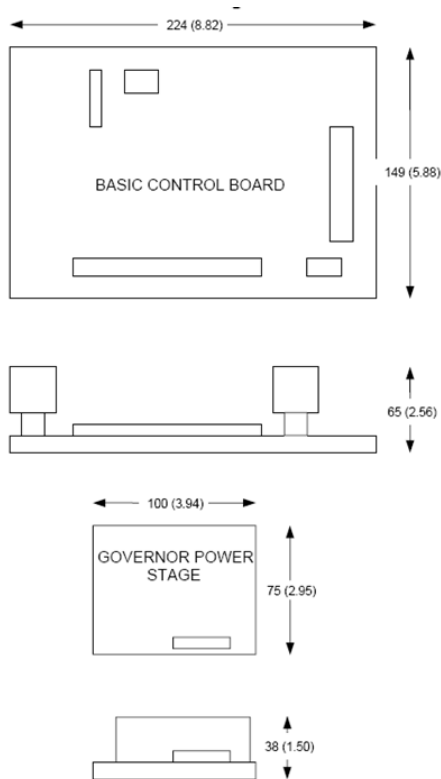 224 (8.82)
BASIC CONTROL BOARD
149 (5.88)
65 (2.56)
100 (3.94)
GOVERNOR POWER
STAGE
75 (2.95)
38 (1.50)